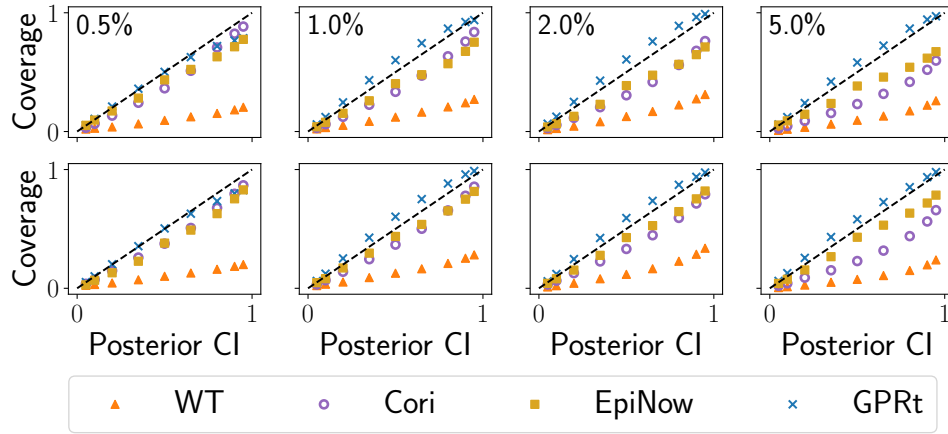 1 0.5% 1.0% 2.0% 5.0%
Coverage
0
1
Coverage
0
0 1 0 1 0 1 0 1
Posterior CI Posterior CI Posterior CI Posterior CI
WT Cori EpiNow GPRt